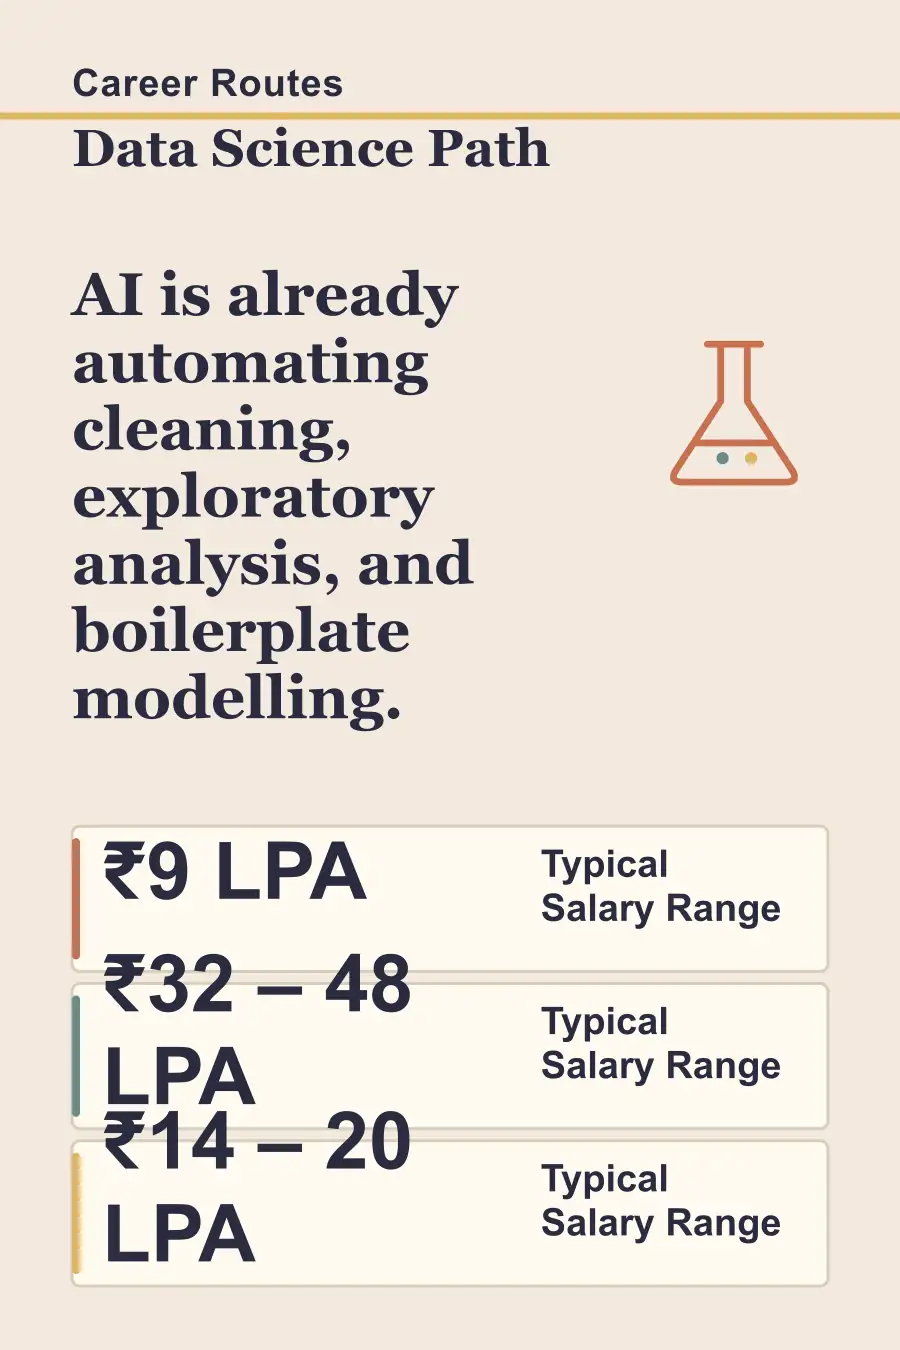 Career Routes
Data Science Path
AI is already
automating
cleaning,
exploratory
analysis, and
boilerplate
modelling.
₹9 LPA
Typical
Salary Range
₹32 – 48
LPA
Typical
Salary Range
₹14 – 20
LPA
Typical
Salary Range